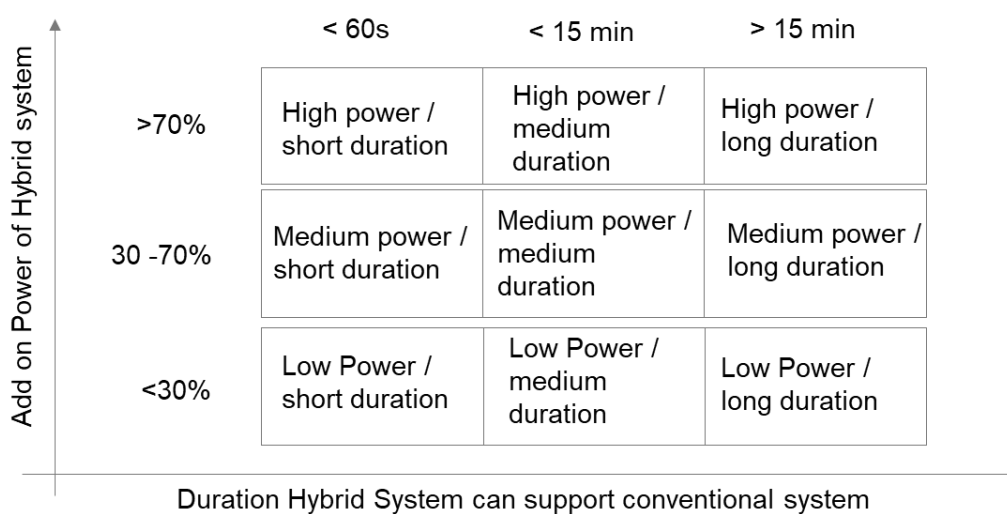 < 60s
< 15 min
> 15 min
Add on Power of Hybrid system
>70%
High power /
short duration
High power /
medium
duration
High power /
long duration
30 -70%
Medium power /
short duration
Medium power /
medium
duration
Medium power /
long duration
<30%
Low Power /
short duration
Low Power /
medium
duration
Low Power /
long duration
Duration Hybrid System can support conventional system